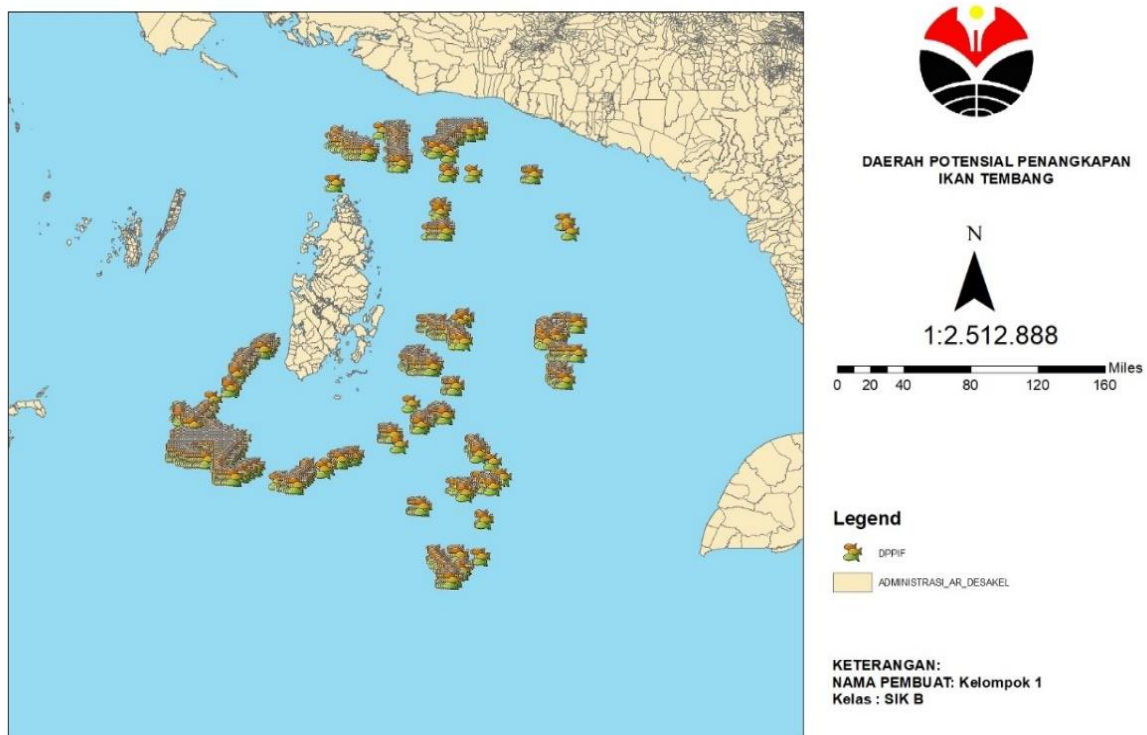 DAERAH POTENSIAL PENANGKAPAN
IKAN TEMBANG
N
1:2.512.888
Miles
0 20 40 80 120 160
Legend
DPPIF
ADMINISTRASI_AR_DESAKEL
KETERANGAN:
NAMA PEMBUAT: Kelompok 1
Kelas : SIK B